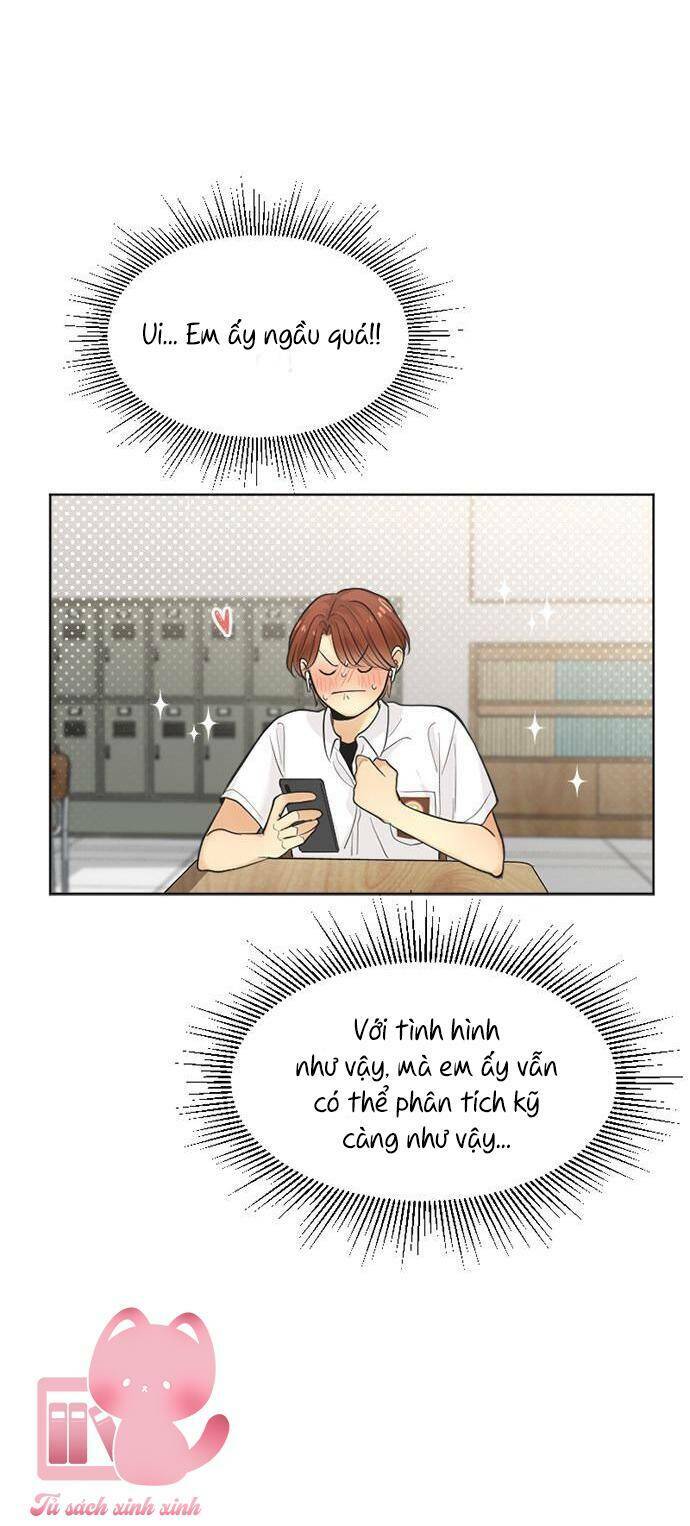 Ui... Em ấy ngầu quá!!
Với tình hình
như vậy, mà em ấy vẫn
có thể phân tích kỹ
càng như vậy...
Tủ sách xinh xinh